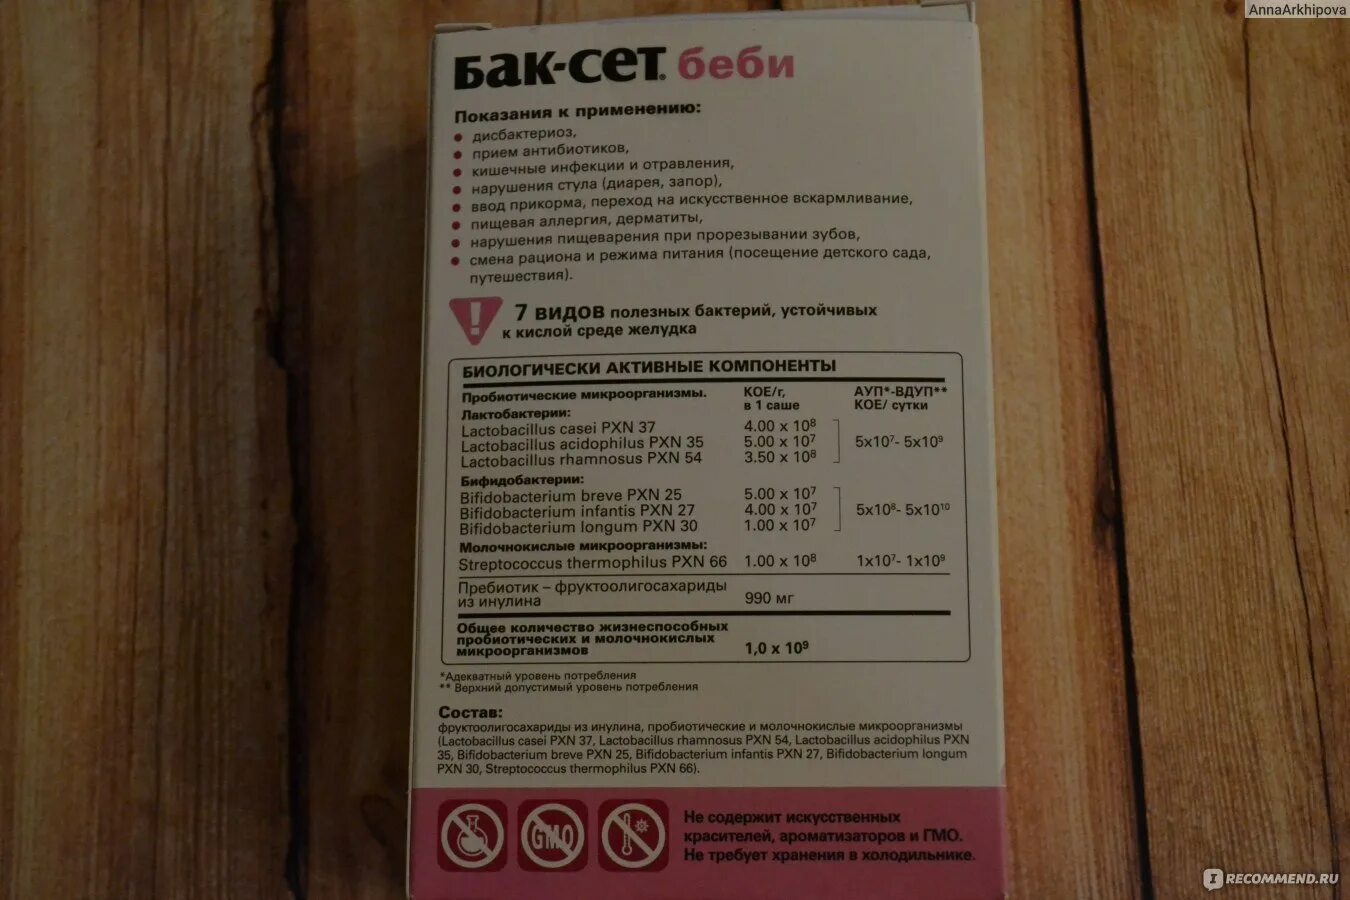 AnnaArkhipova
Бак-сет® беби
Показания к применению:
• дисбактериоз,
• прием антибиотиков,
• кишечные инфекции и отравления,
• нарушения стула (диарея, запор),
• ввод прикорма, переход на искусственное вскармливание,
• пищевая аллергия, дерматиты,
• нарушения пищеварения при прорезывании зубов,
• смена рациона и режима питания (посещение детского сада,
путешествия).
! 7 видов полезных бактерий, устойчивых
к кислой среде желудка
БИОЛОГИЧЕСКИ АКТИВНЫЕ КОМПОНЕНТЫ
Пробиотические микроорганизмы. КОЕ/г, АУП*-ВДУП**
в 1 саше КОЕ/ сутки
Лактобактерии:
Lactobacillus casei PXN 37 4.00 x 10⁸
Lactobacillus acidophilus PXN 35 5.00 x 10⁷ 5x10⁷- 5x10⁹
Lactobacillus rhamnosus PXN 54 3.50 x 10⁸
Бифидобактерии:
Bifidobacterium breve PXN 25 5.00 x 10⁷
Bifidobacterium infantis PXN 27 4.00 x 10⁷ 5x10⁸- 5x10¹⁰
Bifidobacterium longum PXN 30 1.00 x 10⁷
Молочнокислые микроорганизмы:
Streptococcus thermophilus PXN 66 1.00 x 10⁸ 1x10⁷- 1x10⁹
Пребиотик – фруктоолигосахариды
из инулина 990 мг
Общее количество жизнеспособных
пробиотических и молочнокислых
микроорганизмов 1,0 x 10⁹
*Адекватный уровень потребления
** Верхний допустимый уровень потребления
Состав:
фруктоолигосахариды из инулина, пробиотические и молочнокислые микроорганизмы
(Lactobacillus casei PXN 37, Lactobacillus rhamnosus PXN 54, Lactobacillus acidophilus PXN
35, Bifidobacterium breve PXN 25, Bifidobacterium infantis PXN 27, Bifidobacterium longum
PXN 30, Streptococcus thermophilus PXN 66).
GMO
Не содержит искусственных
красителей, ароматизаторов и ГМО.
Не требует хранения в холодильнике.
I RECOMMEND.RU